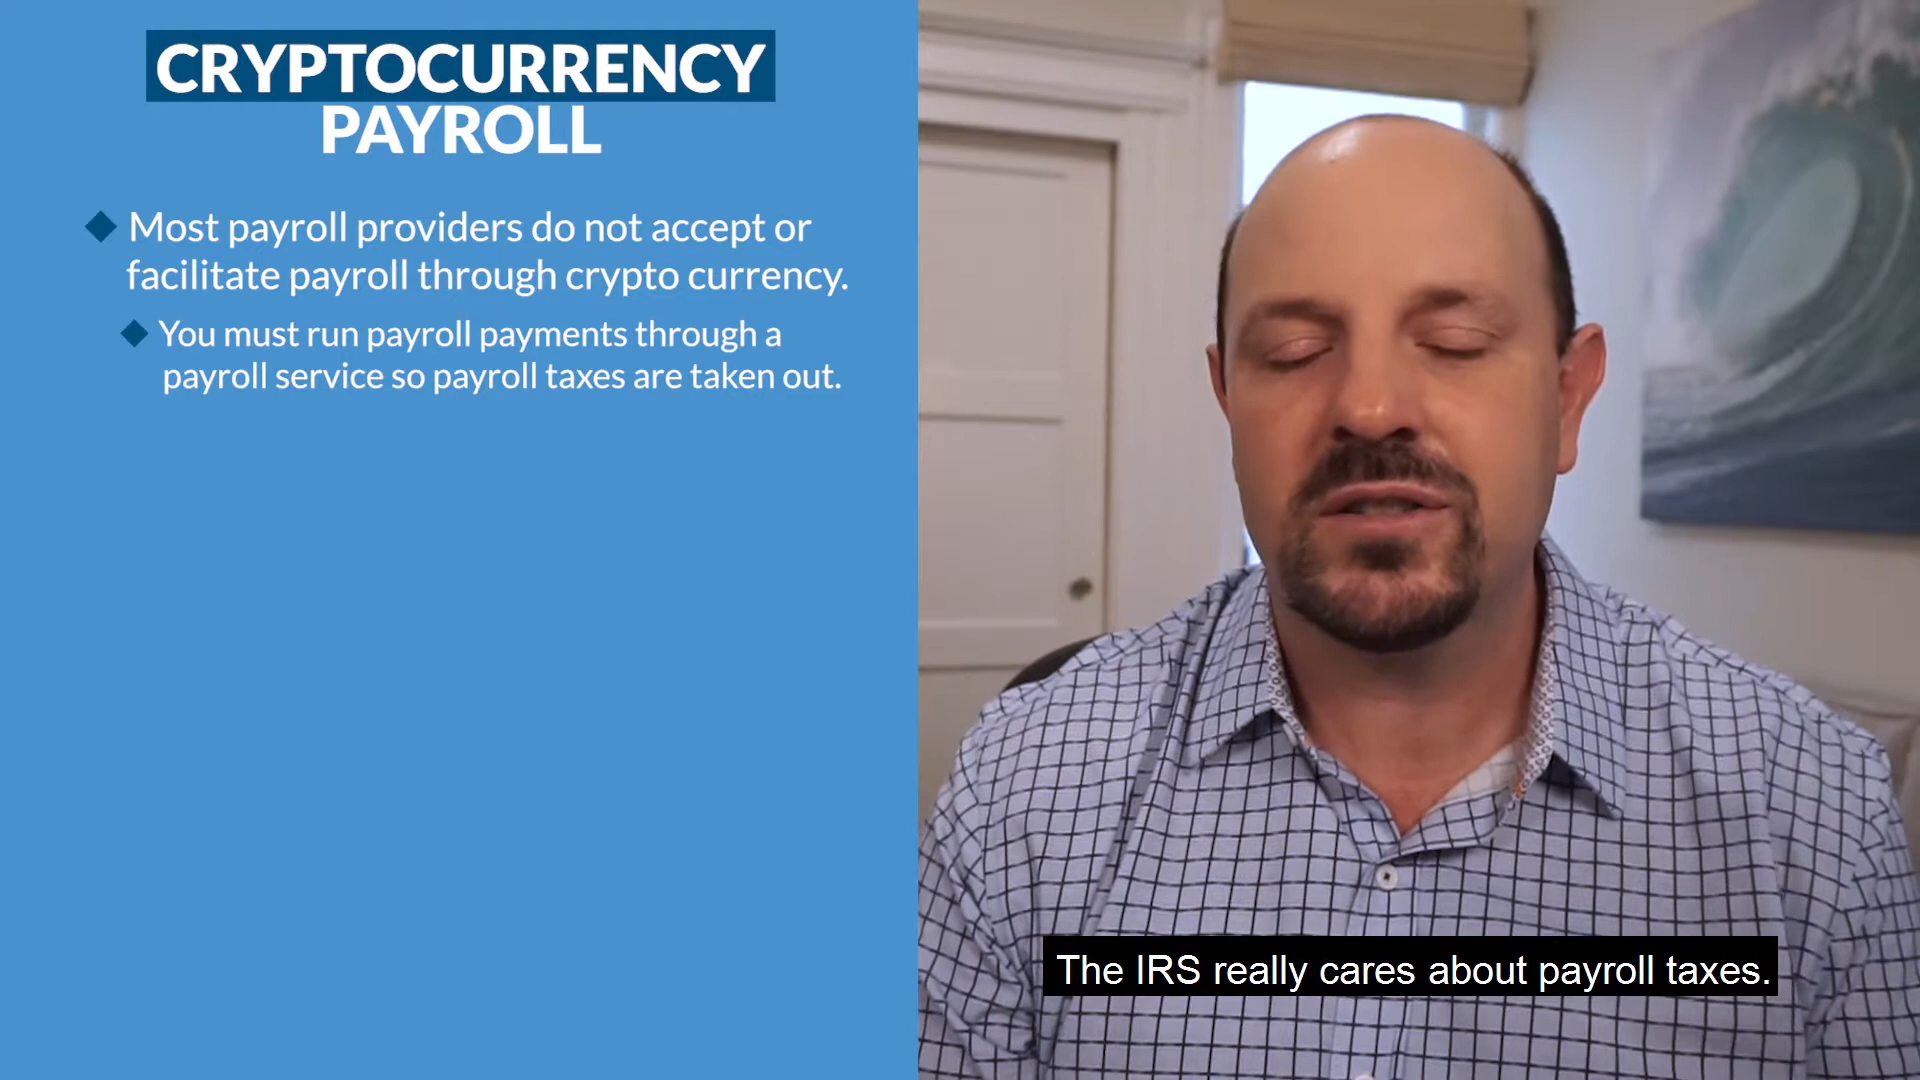 CRYPTOCURRENCY
PAYROLL
Most payroll providers do not accept or
facilitate payroll through crypto currency.
You must run payroll payments through a
payroll service so payroll taxes are taken out.
The IRS really cares about payroll taxes.